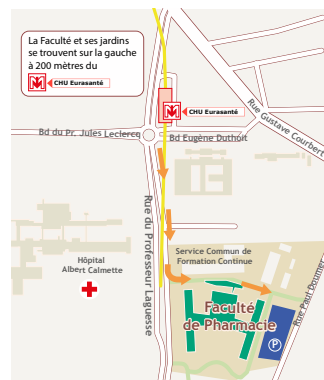 La Faculté et ses jardins
se trouvent sur la gauche
à 200 mètres du
CHU Eurasanté
CHU Eurasanté
Rue Gustave Courbert
Bd du Pr. Jules Leclercq
Bd Eugène Duthoit
Rue du Professeur Laguesse
Service Commun de
Formation Continue
Hôpital
Albert Calmette
Faculté
de Pharmacie
Rue Paul Doumer
P